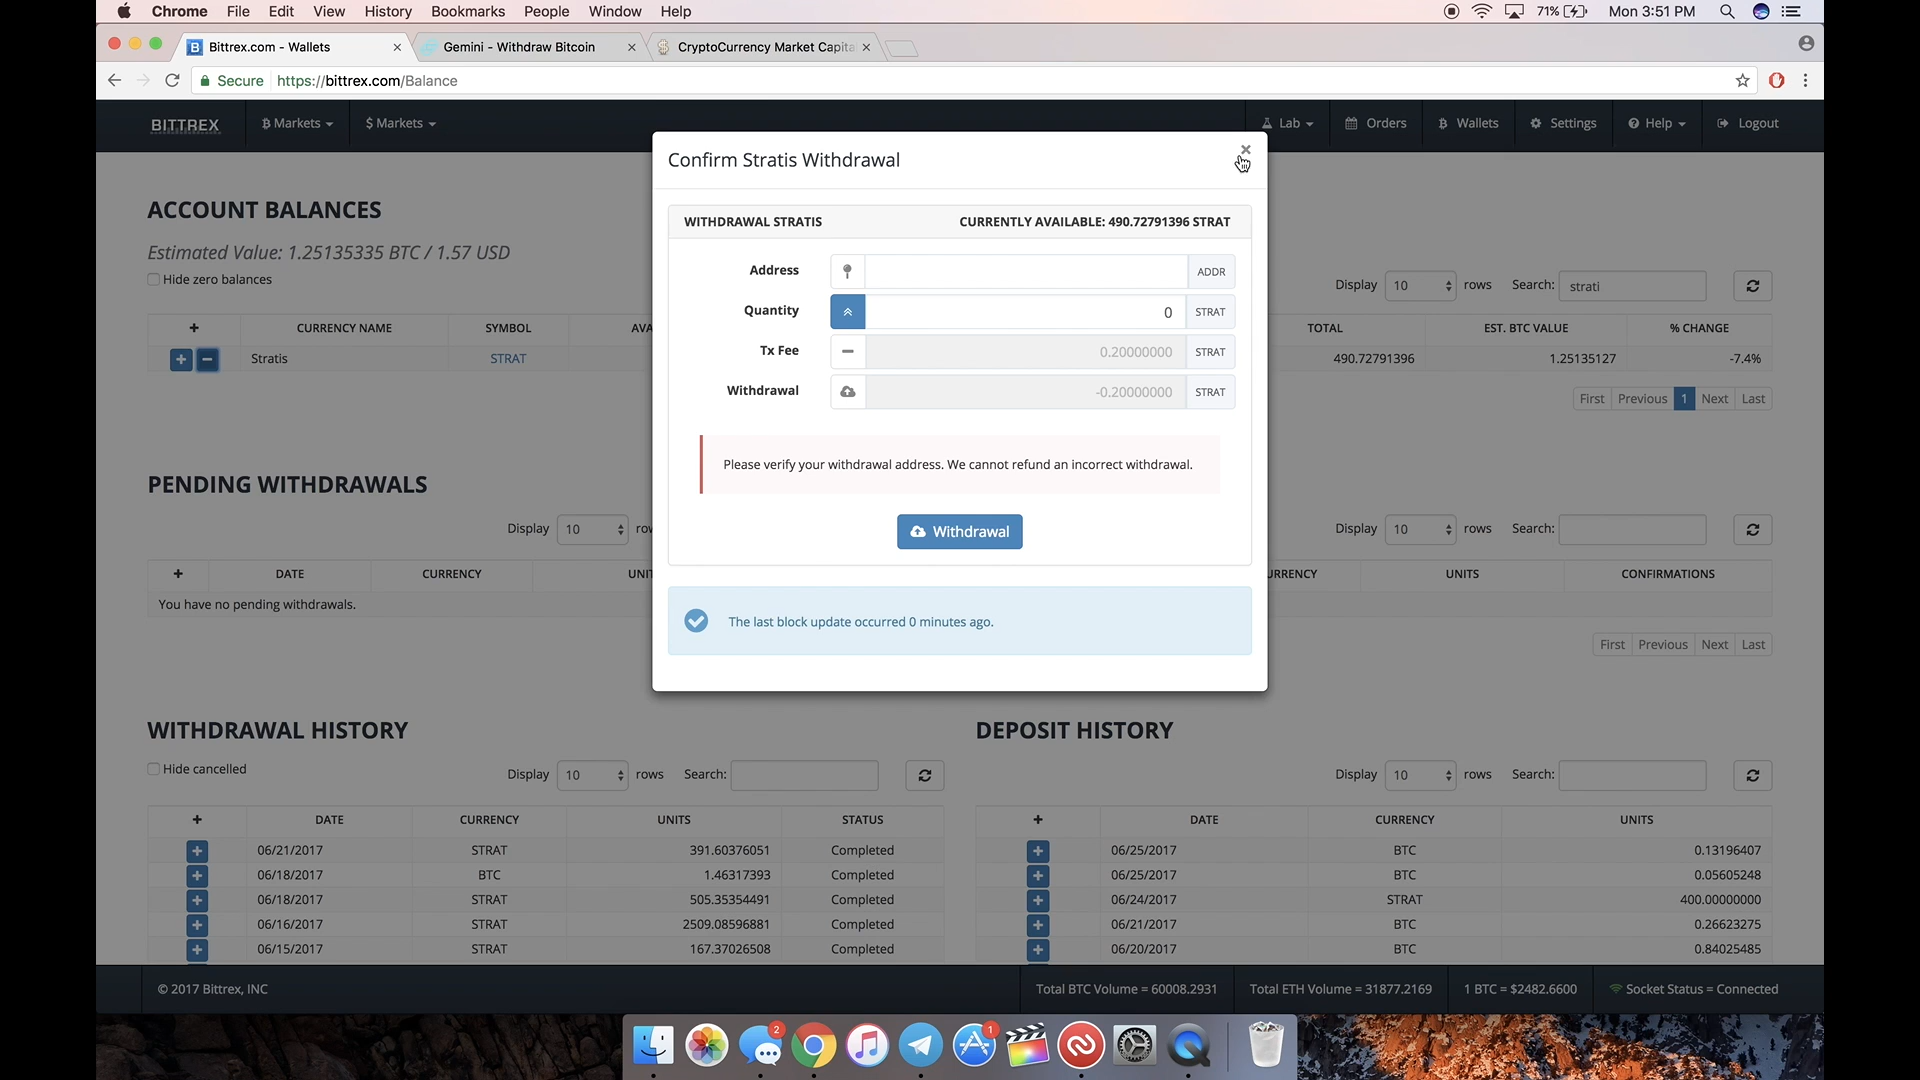 Chrome File Edit View History Bookmarks People Window Help 71% Mon 3:51 PM
Bittrex.com - Wallets Gemini - Withdraw Bitcoin CryptoCurrency Market Capita
Secure https://bittrex.com/Balance
BITTREX Markets $ Markets Lab Orders Wallets Settings Help Logout
Confirm Stratis Withdrawal
WITHDRAWAL STRATIS CURRENTLY AVAILABLE: 490.72791396 STRAT
Address ADDR
Quantity 0 STRAT
Tx Fee 0.20000000 STRAT
Withdrawal -0.20000000 STRAT
Please verify your withdrawal address. We cannot refund an incorrect withdrawal.
Withdrawal
The last block update occurred 0 minutes ago.
ACCOUNT BALANCES
Estimated Value: 1.25135335 BTC / 1.57 USD
Hide zero balances
Display 10 rows Search: strati
+ CURRENCY NAME SYMBOL AVA TOTAL EST. BTC VALUE % CHANGE
Stratis STRAT 490.72791396 1.25135127 -7.4%
First Previous 1 Next Last
PENDING WITHDRAWALS
Display 10 row Display 10 rows Search:
+ DATE CURRENCY UNIT URRENCY UNITS CONFIRMATIONS
You have no pending withdrawals.
First Previous Next Last
WITHDRAWAL HISTORY DEPOSIT HISTORY
Hide cancelled
Display 10 rows Search: Display 10 rows Search:
+ DATE CURRENCY UNITS STATUS + DATE CURRENCY UNITS
06/21/2017 STRAT 391.60376051 Completed 06/25/2017 BTC 0.13196407
06/18/2017 BTC 1.46317393 Completed 06/25/2017 BTC 0.05605248
06/18/2017 STRAT 505.35354491 Completed 06/24/2017 STRAT 400.00000000
06/16/2017 STRAT 2509.08596881 Completed 06/21/2017 BTC 0.26623275
06/15/2017 STRAT 167.37026508 Completed 06/20/2017 BTC 0.84025485
© 2017 Bittrex, INC Total BTC Volume = 60008.2931 Total ETH Volume = 31877.2169 1 BTC = $2482.6600 Socket Status = Connected
2 1